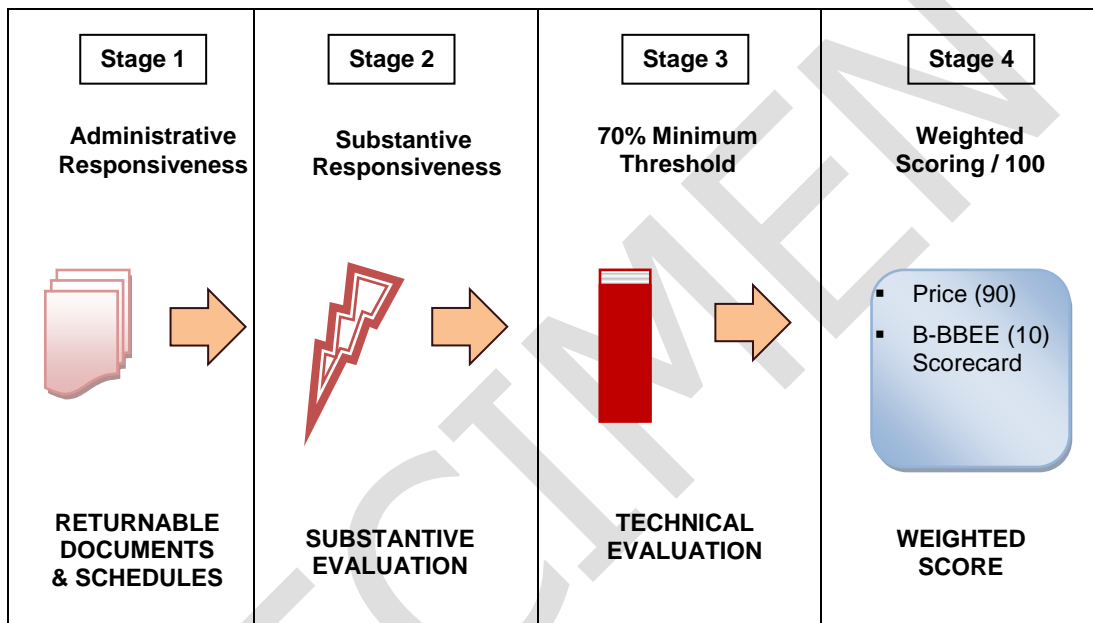 Stage 1
Administrative
Responsiveness
RETURNABLE
DOCUMENTS
& SCHEDULES
Stage 2
Substantive
Responsiveness
SUBSTANTIVE
EVALUATION
Stage 3
70% Minimum
Threshold
TECHNICAL
EVALUATION
Stage 4
Weighted
Scoring / 100
▪ Price (90)
▪ B-BBEE (10)
Scorecard
WEIGHTED
SCORE
ECIMEN